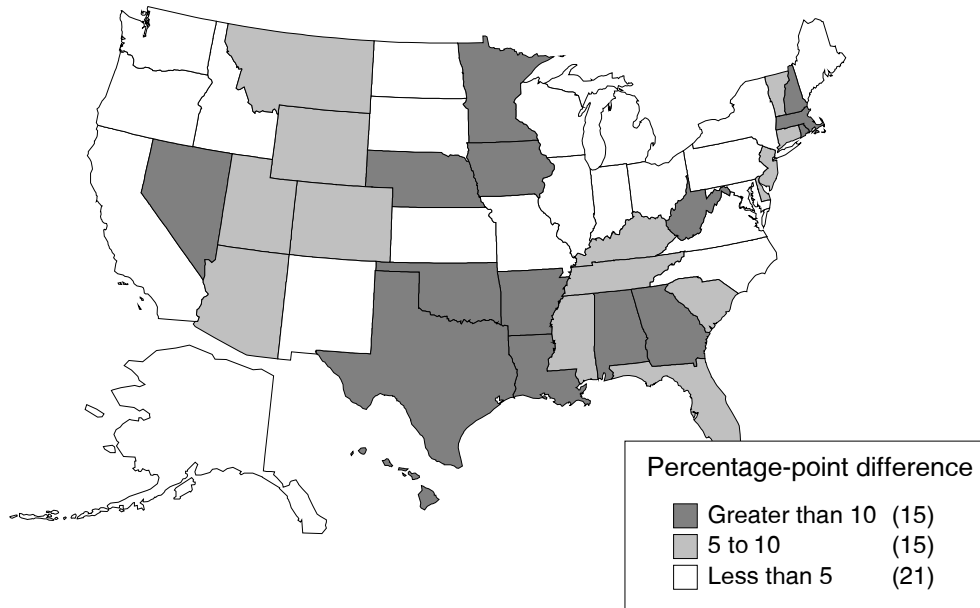 Percentage-point difference
Greater than 10 (15)
5 to 10 (15)
Less than 5 (21)